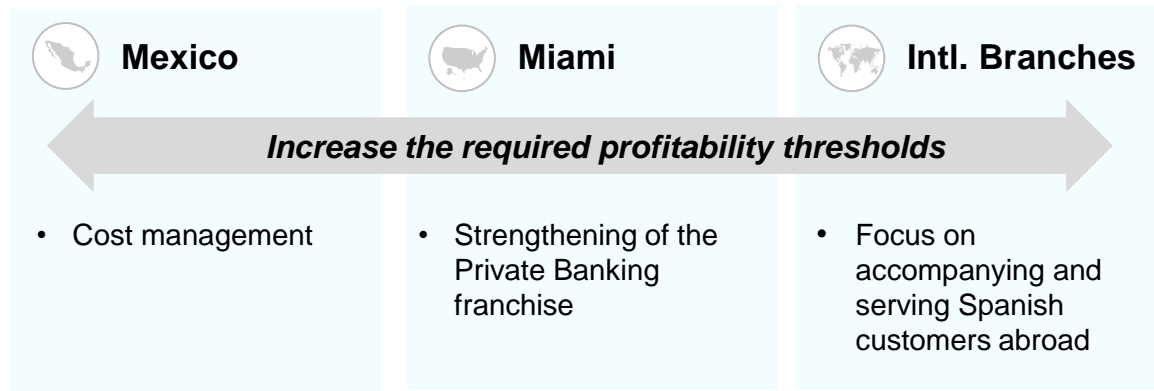 Mexico
Miami
Intl. Branches
Increase the required profitability thresholds
• Cost management
• Strengthening of the
Private Banking
franchise
• Focus on
accompanying and
serving Spanish
customers abroad